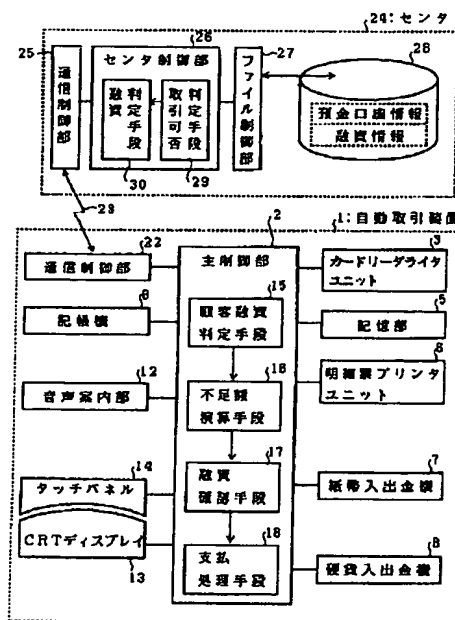 24:センタ
25
26
27
28
通信制御部
センタ制御部
融資判定手段
取引可否判定手段
30
29
ファイル制御部
預金口座情報
融資情報
23
1:自動取引装置
2
22
通信制御部
主制御部
3
カードリーダライタ
ユニット
記帳機
15
顧客融資
判定手段
5
記憶部
12
音声案内部
16
不足額
演算手段
6
明細票プリンタ
ユニット
14
タッチパネル
17
融資
確認手段
7
紙幣入出金機
CRTディスプレイ
13
18
支払
処理手段
8
硬貨入出金機